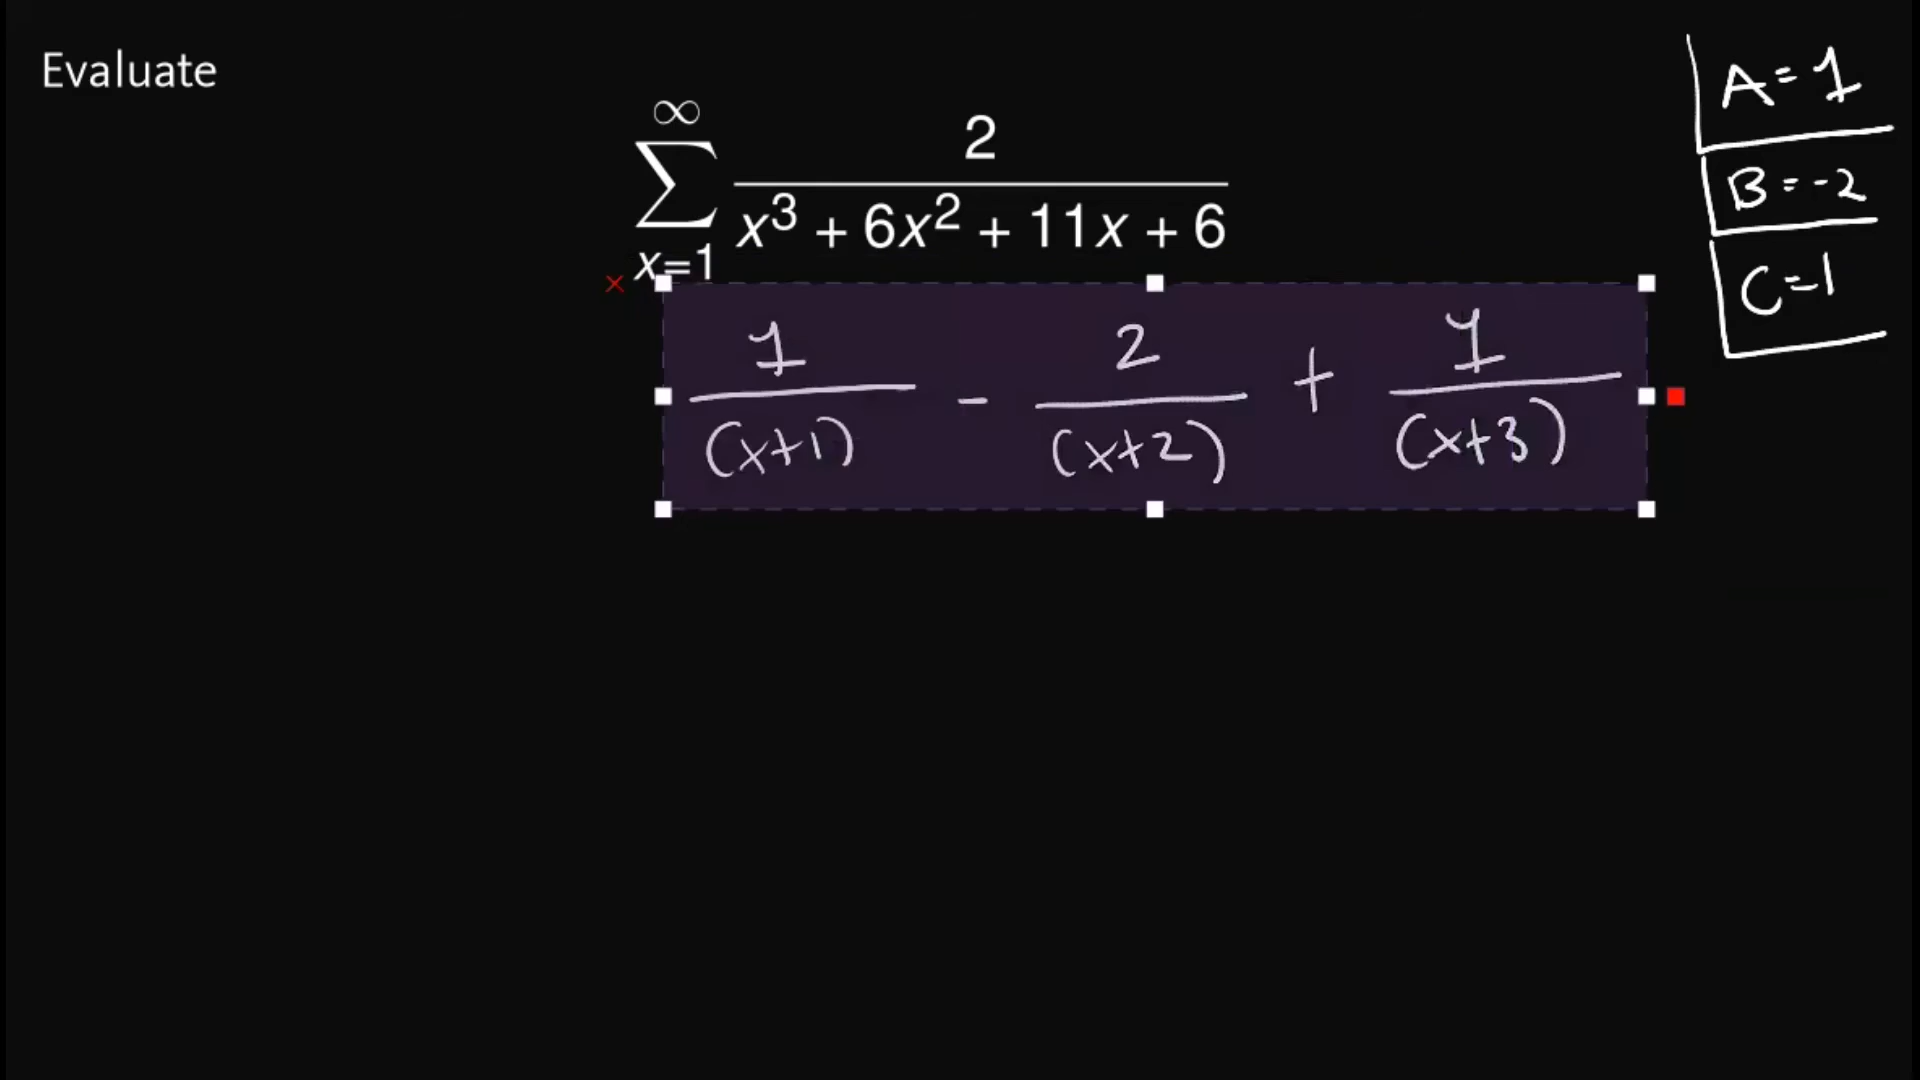 Evaluate
∞
∑ 2 / (x³ + 6x² + 11x + 6)
x=1
1/(x+1) - 2/(x+2) + 1/(x+3)
A=1
B=-2
C=1